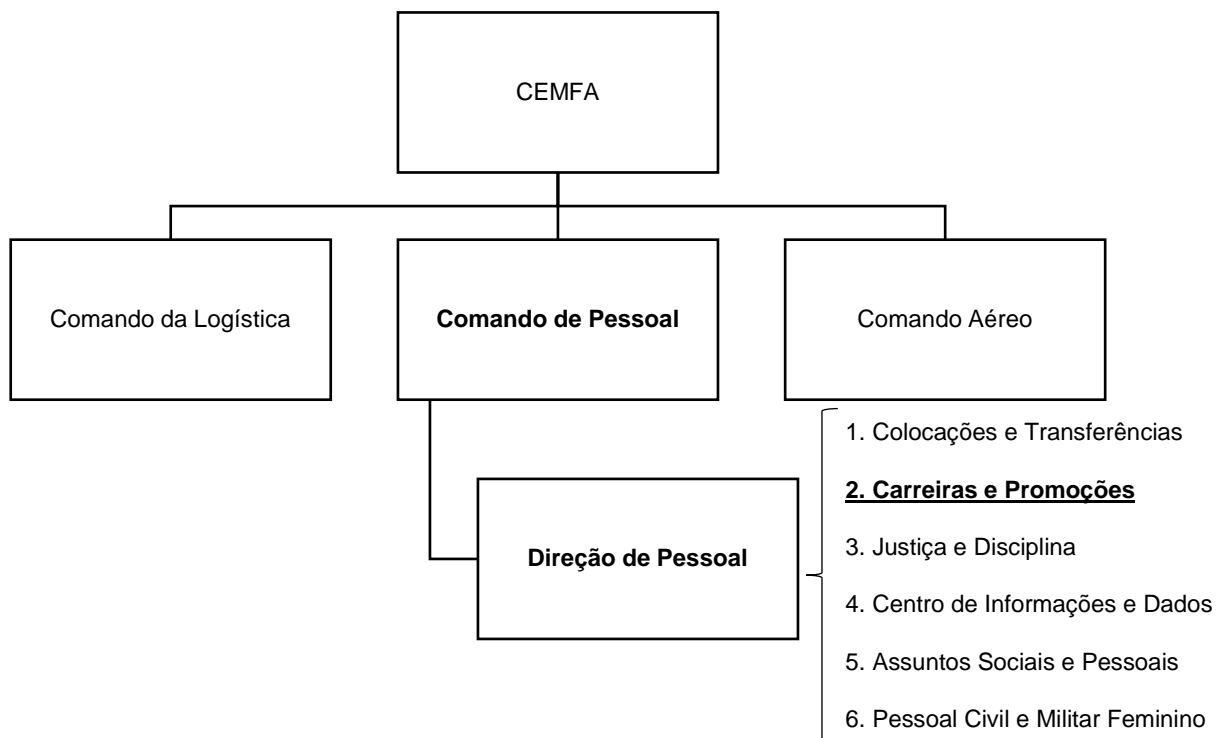 CEMFA
Comando da Logística
Comando de Pessoal
Comando Aéreo
Direção de Pessoal
1. Colocações e Transferências
2. Carreiras e Promoções
3. Justiça e Disciplina
4. Centro de Informações e Dados
5. Assuntos Sociais e Pessoais
6. Pessoal Civil e Militar Feminino